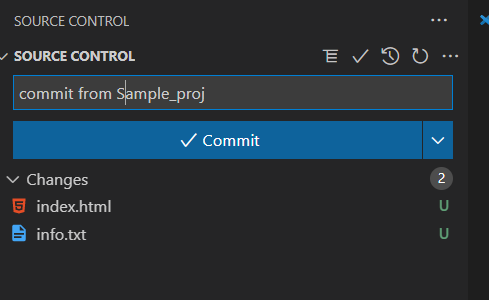 SOURCE CONTROL
SOURCE CONTROL
commit from Sample_proj
Commit
Changes 2
index.html U
info.txt U